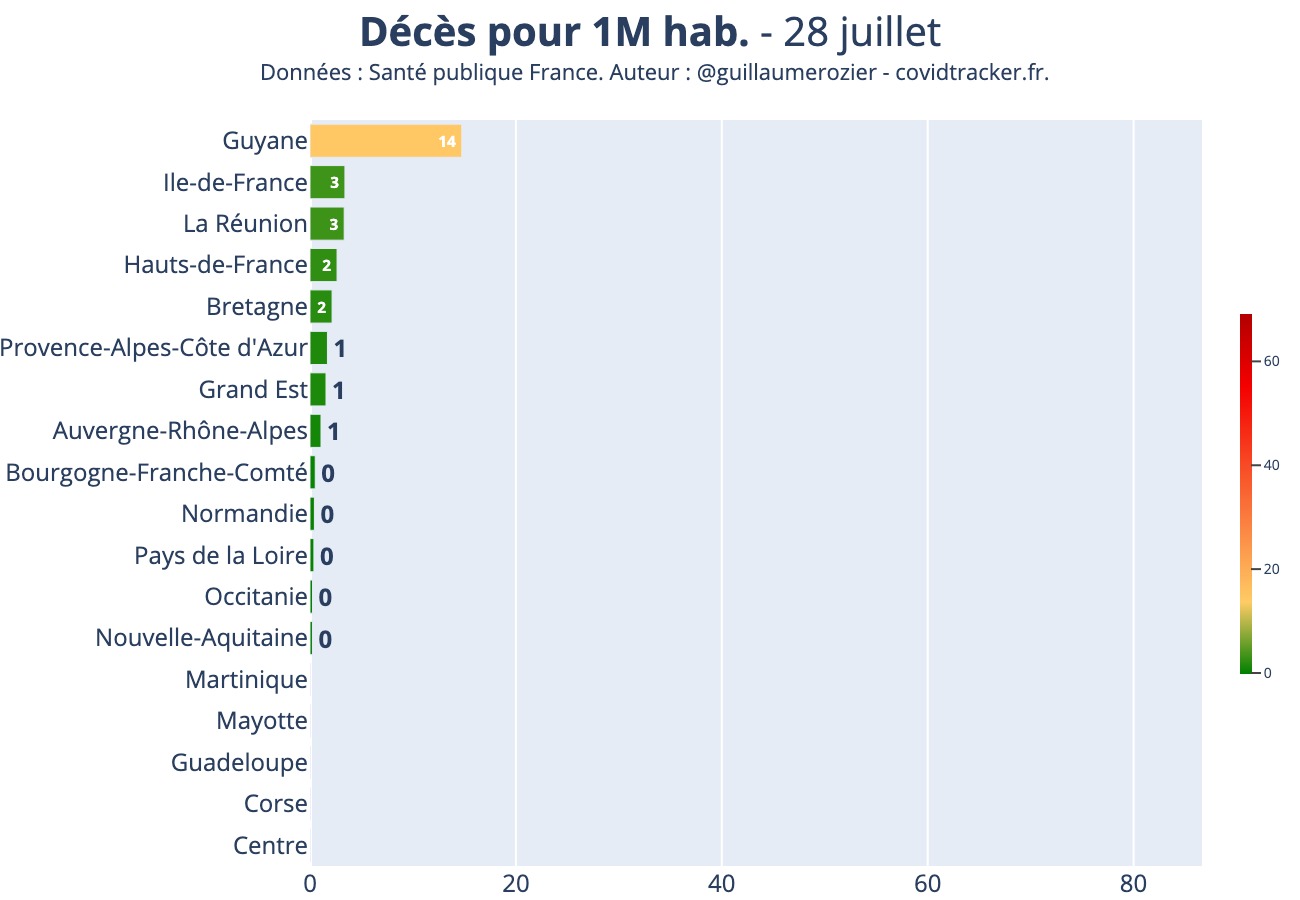 Décès pour 1M hab. - 28 juillet
Données : Santé publique France. Auteur : @guillaumerozier - covidtracker.fr.
Guyane 14
Ile-de-France 3
La Réunion 3
Hauts-de-France 2
Bretagne 2
Provence-Alpes-Côte d'Azur 1
Grand Est 1
Auvergne-Rhône-Alpes 1
Bourgogne-Franche-Comté 0
Normandie 0
Pays de la Loire 0
Occitanie 0
Nouvelle-Aquitaine 0
Martinique
Mayotte
Guadeloupe
Corse
Centre
0 20 40 60 80
60
40
20
0